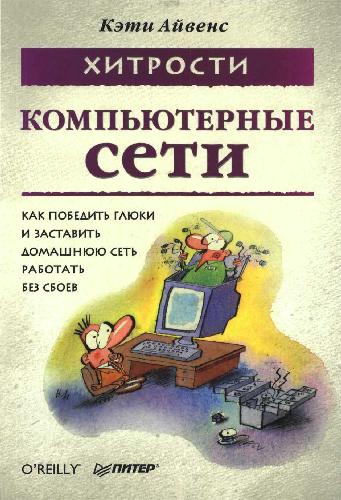 Кэти Айвенс
ХИТРОСТИ
КОМПЬЮТЕРНЫЕ
СЕТИ
КАК ПОБЕДИТЬ ГЛЮКИ
И ЗАСТАВИТЬ
ДОМАШНЮЮ СЕТЬ
РАБОТАТЬ
БЕЗ СБОЕВ
O'REILLY® ПИТЕР®